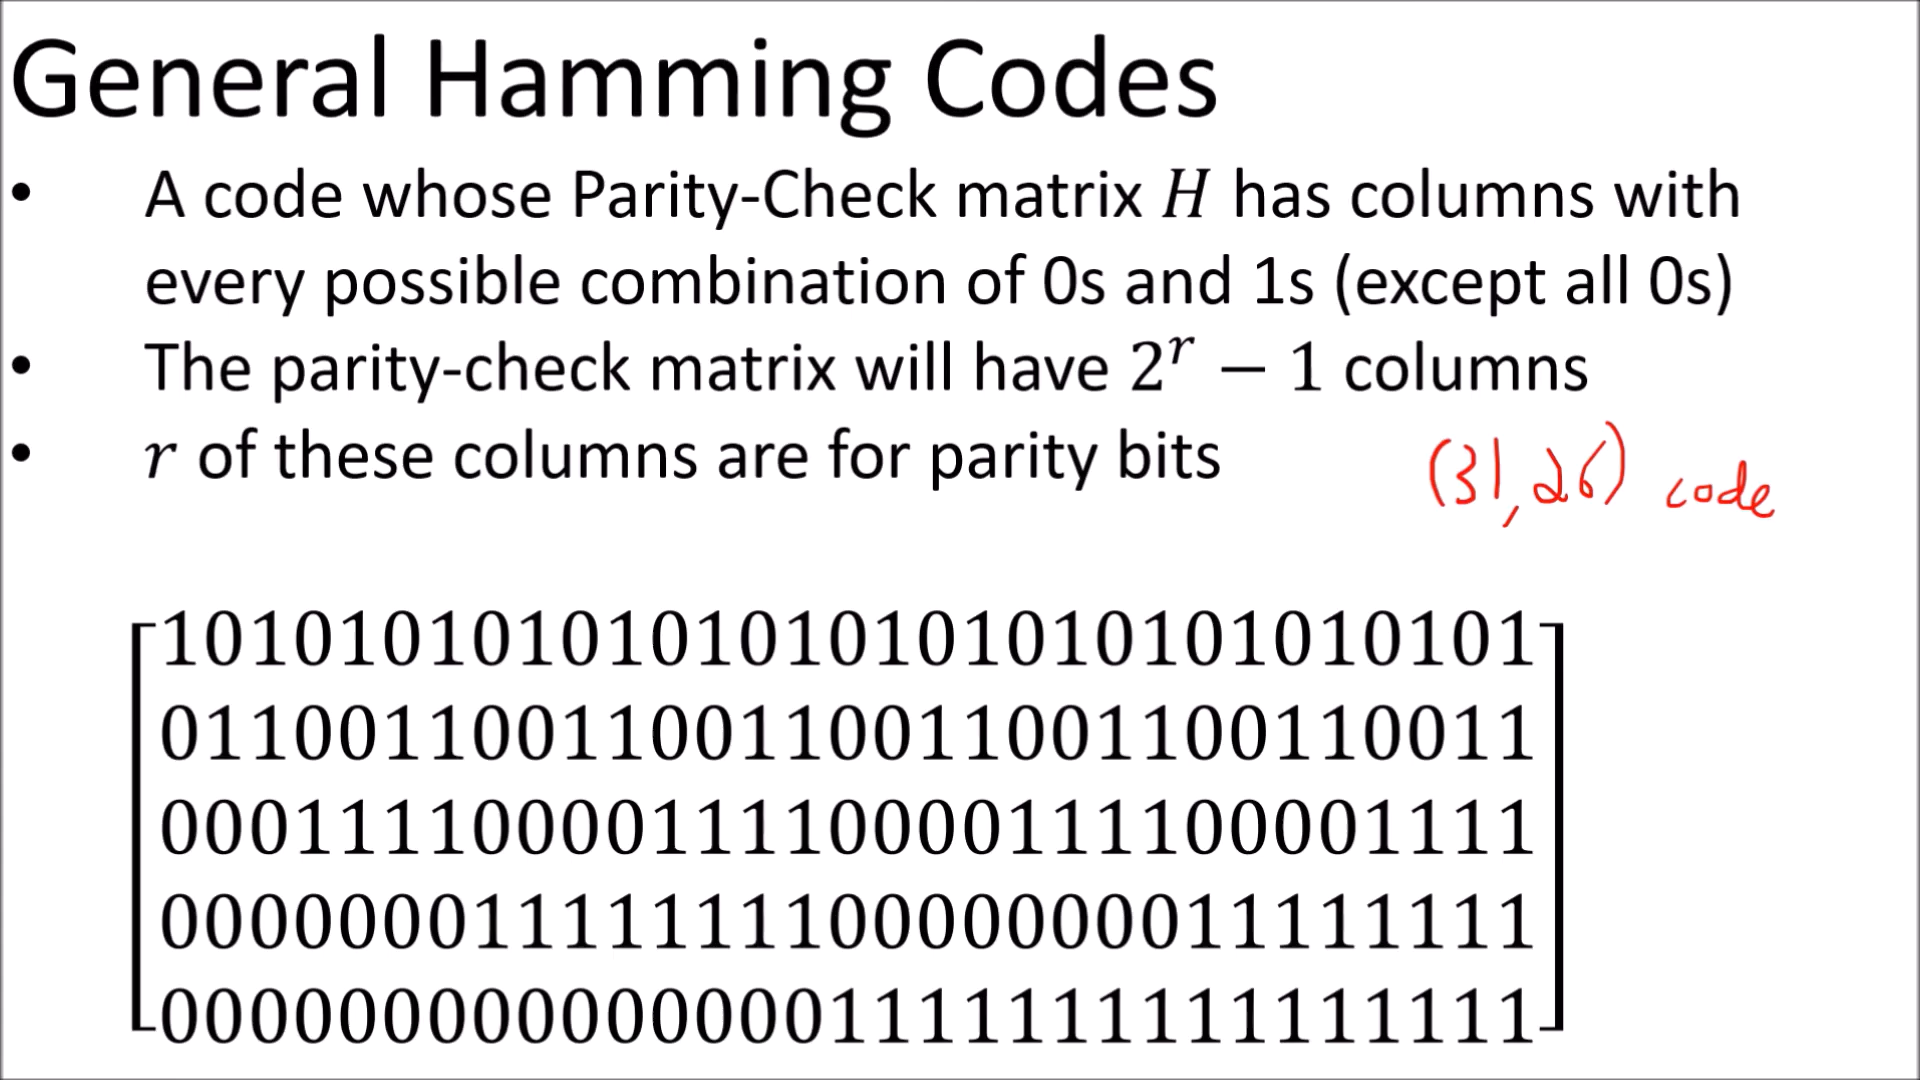 General Hamming Codes
• A code whose Parity-Check matrix H has columns with
every possible combination of 0s and 1s (except all 0s)
• The parity-check matrix will have 2^r − 1 columns
• r of these columns are for parity bits
(31,26) code
1010101010101010101010101010101
0110011001100110011001100110011
0001111000011110000111100001111
0000000111111110000000011111111
0000000000000001111111111111111